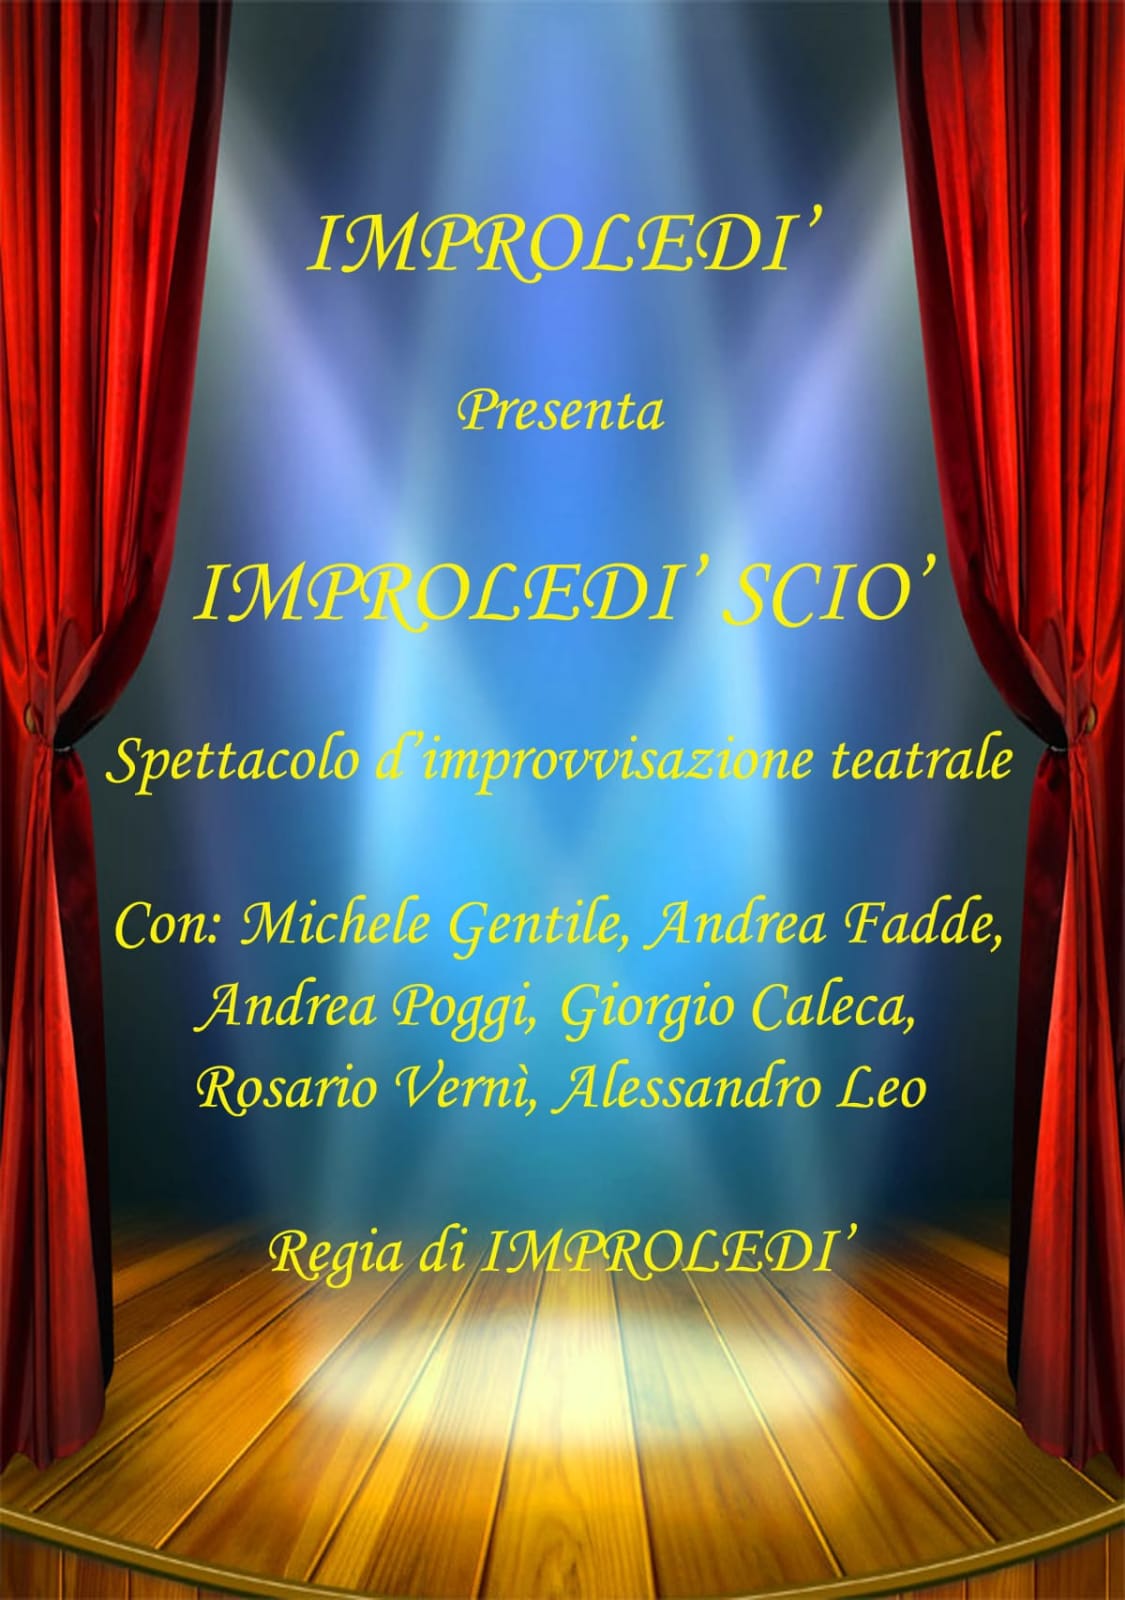 IMPROLEDI’
Presenta
IMPROLEDI’ SCIO’
Spettacolo d’improvvisazione teatrale
Con: Michele Gentile, Andrea Fadde,
Andrea Poggi, Giorgio Caleca,
Rosario Vernì, Alessandro Leo
Regia di IMPROLEDI’